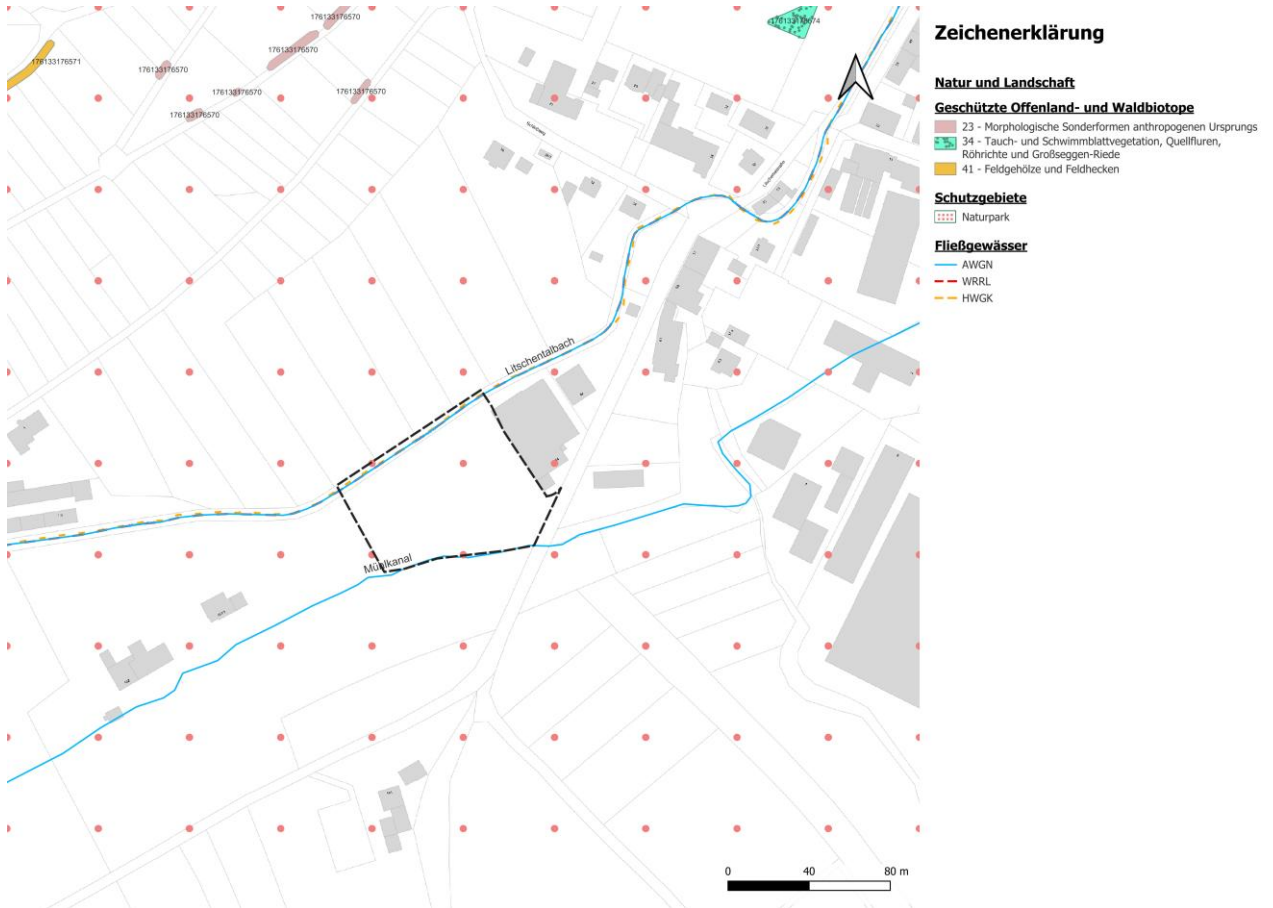 176133176570
176133178674
176133176571
176133176570
176133176570
176133176570
Litschentalbach
Mühlkanal
0 40 80 m
Zeichenerklärung
Natur und Landschaft
Geschützte Offenland- und Waldbiotope
23 - Morphologische Sonderformen anthropogenen Ursprungs
34 - Tauch- und Schwimmblattvegetation, Quellfluren,
Röhrichte und Großseggen-Riede
41 - Feldgehölze und Feldhecken
Schutzgebiete
Naturpark
Fließgewässer
AWGN
WRRL
HWGK